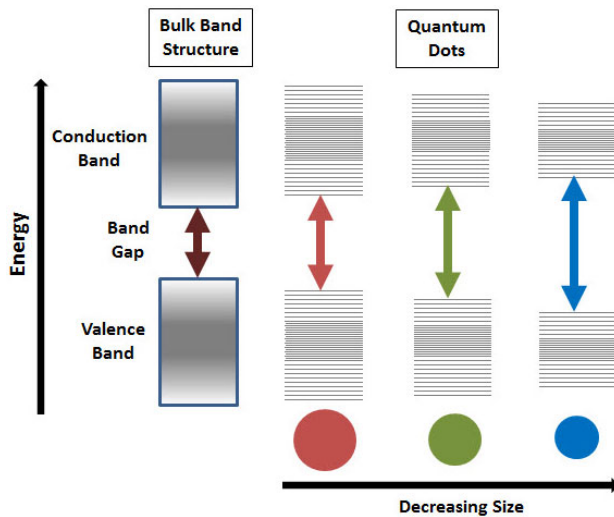 Bulk Band
Structure
Quantum
Dots
Conduction
Band
Band
Gap
Valence
Band
Energy
Decreasing Size